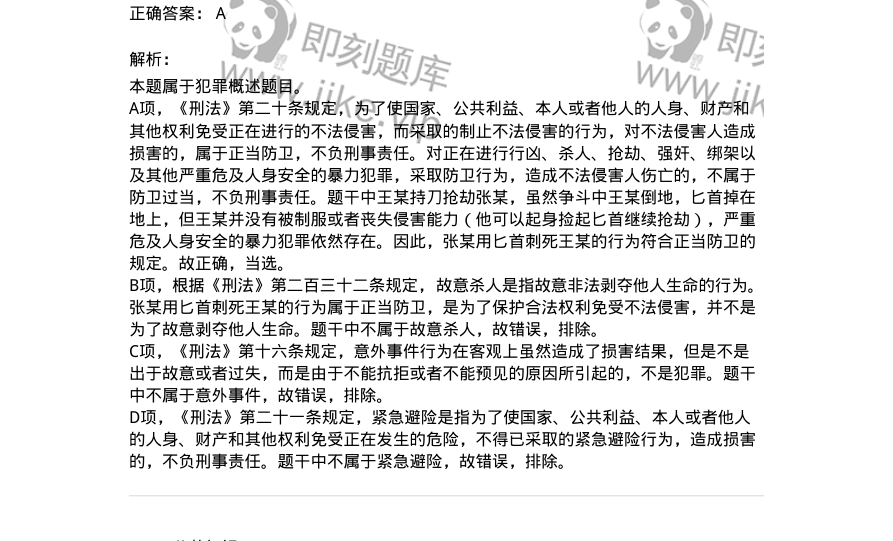 正确答案： A
即刻题库
www.jike.vip
即
www.jik
解析：
本题属于犯罪概述题目。
A项，《刑法》第二十条规定，为了使国家、公共利益、本人或者他人的人身、财产和
其他权利免受正在进行的不法侵害，而采取的制止不法侵害的行为，对不法侵害人造成
损害的，属于正当防卫，不负刑事责任。对正在进行行凶、杀人、抢劫、强奸、绑架以
及其他严重危及人身安全的暴力犯罪，采取防卫行为，造成不法侵害人伤亡的，不属于
防卫过当，不负刑事责任。题干中王某持刀抢劫张某，虽然争斗中王某倒地，匕首掉在
地上，但王某并没有被制服或者丧失侵害能力（他可以起身捡起匕首继续抢劫），严重
危及人身安全的暴力犯罪依然存在。因此，张某用匕首刺死王某的行为符合正当防卫的
规定。故正确，当选。
B项，根据《刑法》第二百三十二条规定，故意杀人是指故意非法剥夺他人生命的行为。
张某用匕首刺死王某的行为属于正当防卫，是为了保护合法权利免受不法侵害，并不是
为了故意剥夺他人生命。题干中不属于故意杀人，故错误，排除。
C项，《刑法》第十六条规定，意外事件行为在客观上虽然造成了损害结果，但是不是
出于故意或者过失，而是由于不能抗拒或者不能预见的原因所引起的，不是犯罪。题干
中不属于意外事件，故错误，排除。
D项，《刑法》第二十一条规定，紧急避险是指为了使国家、公共利益、本人或者他人
的人身、财产和其他权利免受正在发生的危险，不得已采取的紧急避险行为，造成损害
的，不负刑事责任。题干中不属于紧急避险，故错误，排除。